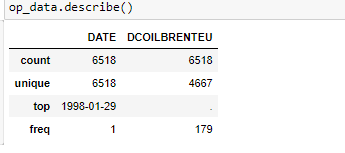 op_data.describe()
DATE DCOILBRENTEU
count 6518 6518
unique 6518 4667
top 1998-01-29 .
freq 1 179